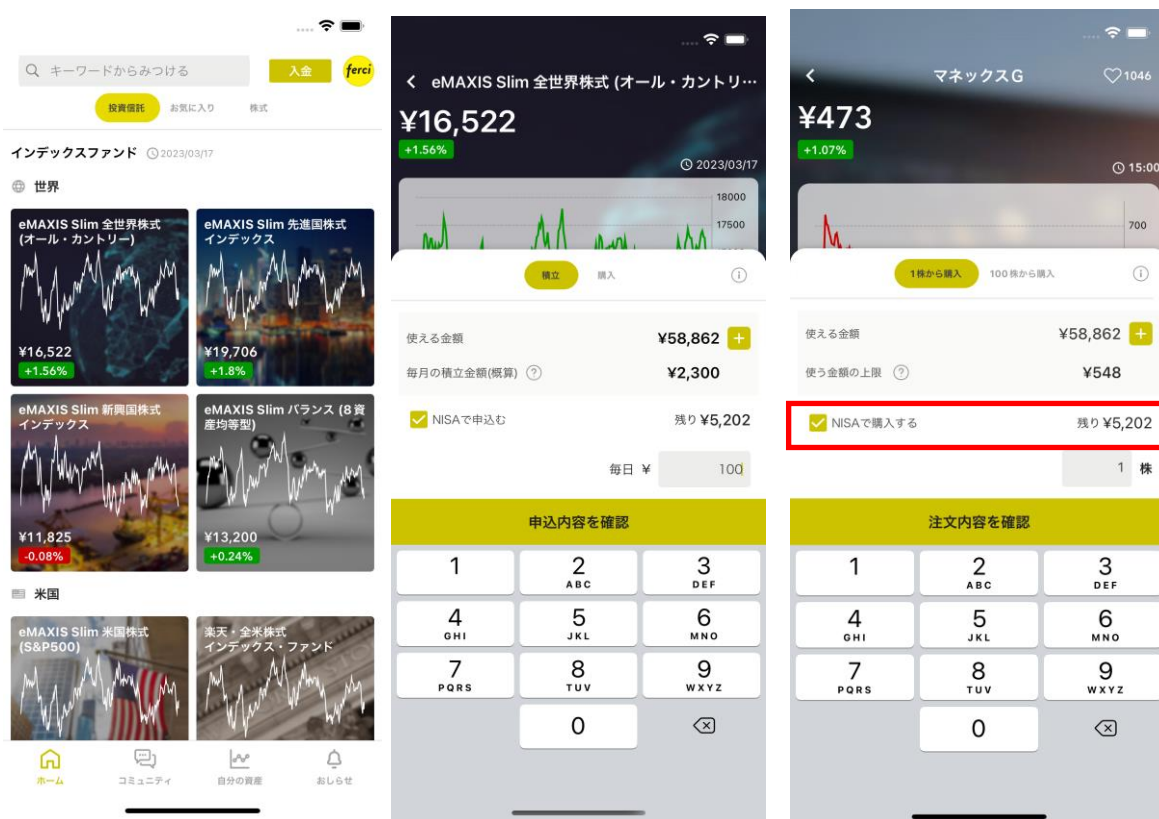 キーワードからみつける
入金
ferci
投資信託
お気に入り
株式
インデックスファンド
2023/03/17
世界
eMAXIS Slim 全世界株式
(オール・カントリー)
¥16,522
+1.56%
eMAXIS Slim 先進国株式
インデックス
¥19,706
+1.8%
eMAXIS Slim 新興国株式
インデックス
¥11,825
-0.08%
eMAXIS Slim バランス (8資
産均等型)
¥13,200
+0.24%
米国
eMAXIS Slim 米国株式
(S&P500)
楽天・全米株式
インデックス・ファンド
ホーム
コミュニティ
自分の資産
おしらせ
eMAXIS Slim 全世界株式 (オール・カントリ…
¥16,522
+1.56%
2023/03/17
18000
17500
積立
購入
使える金額
¥58,862
毎月の積立金額(概算)
¥2,300
NISAで申込む
残り ¥5,202
毎日 ¥ 100
申込内容を確認
1
2
ABC
3
DEF
4
GHI
5
JKL
6
MNO
7
PQRS
8
TUV
9
WXYZ
0
マネックスG
1046
¥473
+1.07%
15:00
700
1株から購入
100株から購入
使える金額
¥58,862
使う金額の上限
¥548
NISAで購入する
残り ¥5,202
1 株
注文内容を確認
1
2
ABC
3
DEF
4
GHI
5
JKL
6
MNO
7
PQRS
8
TUV
9
WXYZ
0